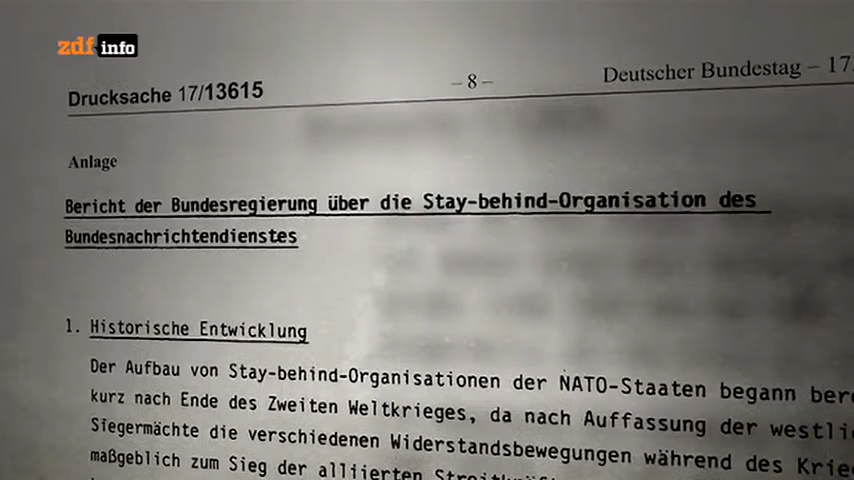 zdf info
Drucksache 17/13615
– 8 –
Deutscher Bundestag – 17.
Anlage
Bericht der Bundesregierung über die Stay-behind-Organisation des
Bundesnachrichtendienstes
1. Historische Entwicklung
Der Aufbau von Stay-behind-Organisationen der NATO-Staaten begann bere
kurz nach Ende des Zweiten Weltkrieges, da nach Auffassung der westlic
Siegermächte die verschiedenen Widerstandsbewegungen während des Krie
maßgeblich zum Sieg der alliierten